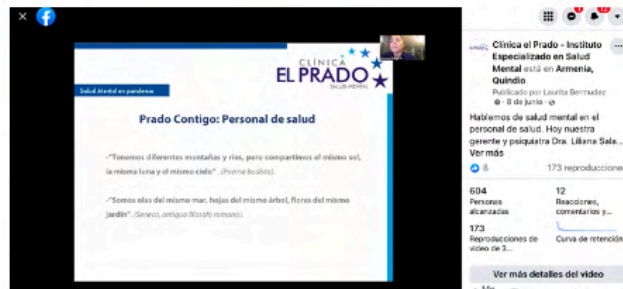 CLÍNICA
EL PRADO
SALUD MENTAL
Salud Mental en pandemia
Prado Contigo: Personal de salud
-"Tenemos diferentes montañas y ríos, pero compartimos el mismo sol,
la misma luna y el mismo cielo" . (Poema budista).
-"Somos olas del mismo mar, hojas del mismo árbol, flores del mismo
jardín". (Seneca, antiguo filósofo romano).
Clínica el Prado - Instituto
Especializado en Salud
Mental está en Armenia,
Quindio.
Publicado por Laurita Bermudez
8 de junio
Hablemos de salud mental en el
personal de salud. Hoy nuestra
gerente y psiquiatra Dra. Liliana Sala...
Ver más
8
173 reproducciones
604
Personas
alcanzadas
12
Reacciones,
comentarios y...
173
Reproducciones de
video de 3...
Curva de retención
Ver más detalles del video